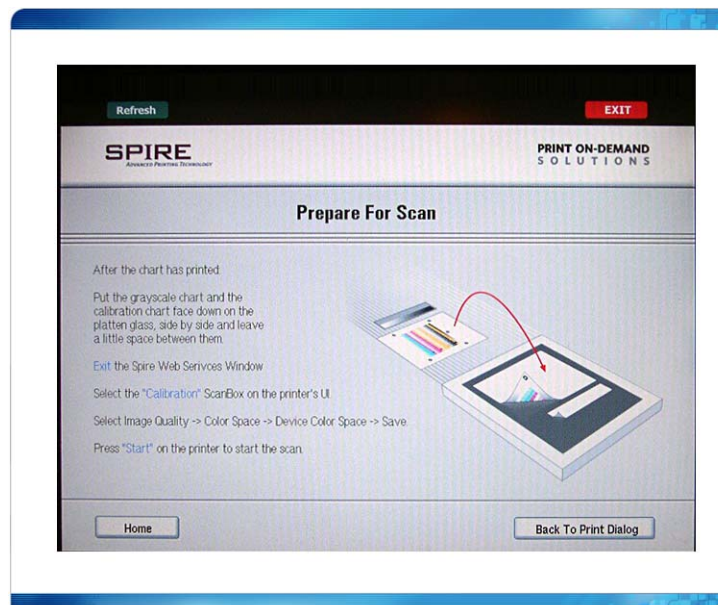 Refresh
EXIT
SPIRE
ADVANCED PRINTING TECHNOLOGY
PRINT ON-DEMAND
SOLUTIONS
Prepare For Scan
After the chart has printed
Put the grayscale chart and the
calibration chart face down on the
platten glass, side by side and leave
a little space between them.
Exit the Spire Web Serivces Window
Select the "Calibration" ScanBox on the printer's UI.
Select Image Quality -> Color Space -> Device Color Space -> Save.
Press "Start" on the printer to start the scan.
Home
Back To Print Dialog